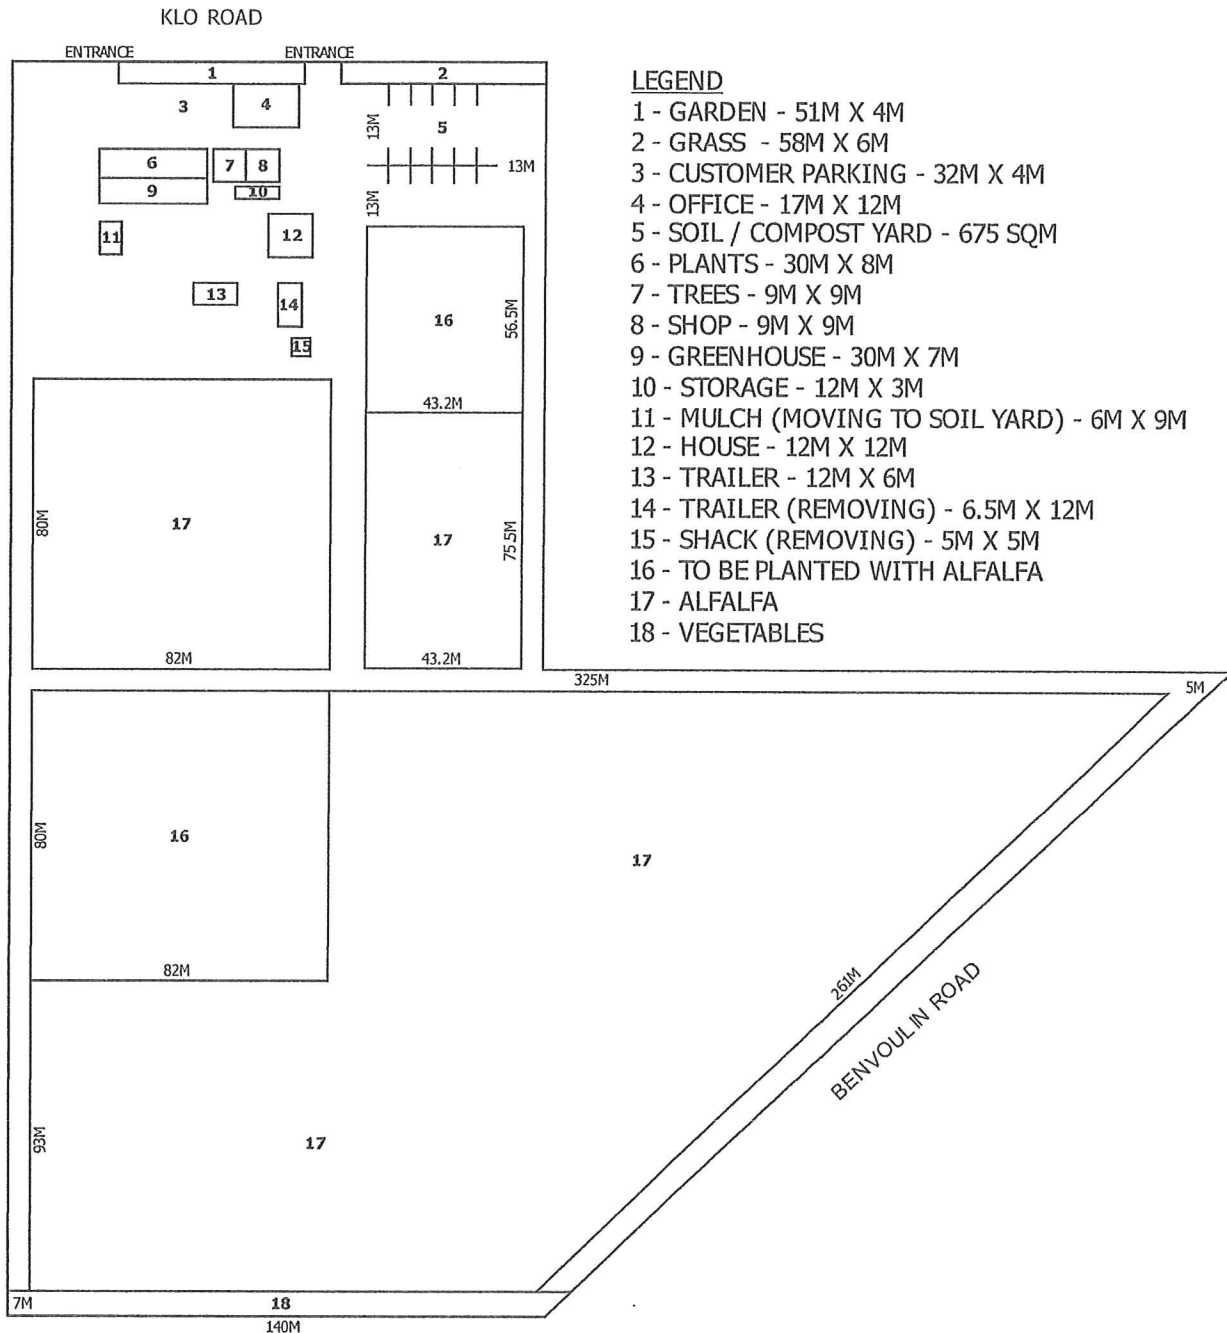 KLO ROAD
ENTRANCE
ENTRANCE
1
2
3
4
5
13M
13M
13M
6
7
8
9
10
11
12
13
14
15
16
56.5M
43.2M
80M
17
17
75.5M
82M
43.2M
325M
5M
80M
16
17
82M
261M
BENVOULIN ROAD
93M
17
7M
18
140M
LEGEND
1 - GARDEN - 51M X 4M
2 - GRASS - 58M X 6M
3 - CUSTOMER PARKING - 32M X 4M
4 - OFFICE - 17M X 12M
5 - SOIL / COMPOST YARD - 675 SQM
6 - PLANTS - 30M X 8M
7 - TREES - 9M X 9M
8 - SHOP - 9M X 9M
9 - GREENHOUSE - 30M X 7M
10 - STORAGE - 12M X 3M
11 - MULCH (MOVING TO SOIL YARD) - 6M X 9M
12 - HOUSE - 12M X 12M
13 - TRAILER - 12M X 6M
14 - TRAILER (REMOVING) - 6.5M X 12M
15 - SHACK (REMOVING) - 5M X 5M
16 - TO BE PLANTED WITH ALFALFA
17 - ALFALFA
18 - VEGETABLES